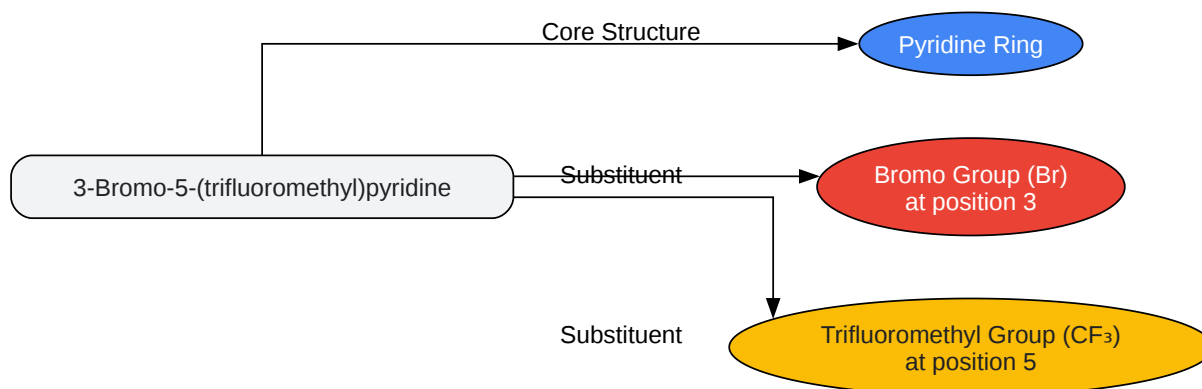 Core Structure
Pyridine Ring
3-Bromo-5-(trifluoromethyl)pyridine
Substituent
Bromo Group (Br)
at position 3
Substituent
Trifluoromethyl Group (CF₃)
at position 5